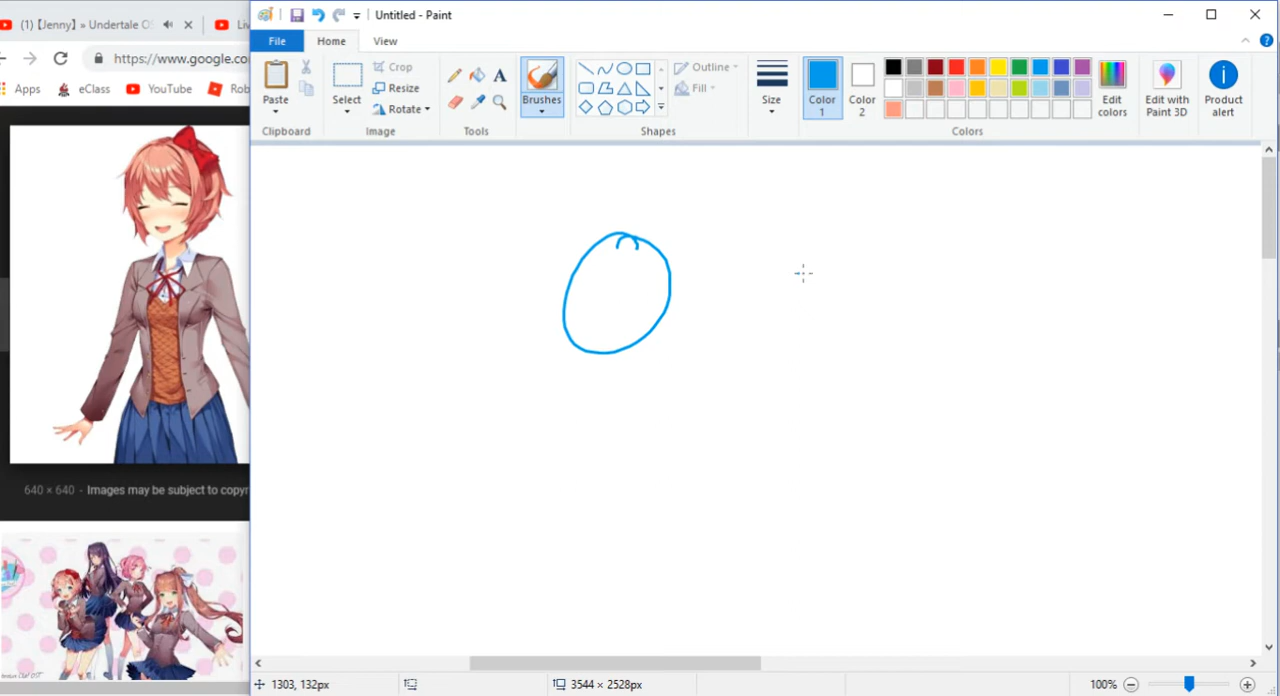 (1)【Jenny】» Undertale O
Liv
Untitled - Paint
https://www.google.co
File
Home
View
Apps
eClass
YouTube
Rob
Paste
Select
Crop
Resize
Rotate
Brushes
Outline
Fill
Size
Color 1
Color 2
Edit colors
Edit with Paint 3D
Product alert
Clipboard
Image
Tools
Shapes
Colors
640 × 640 - Images may be subject to copyr
1303, 132px
3544 × 2528px
100%